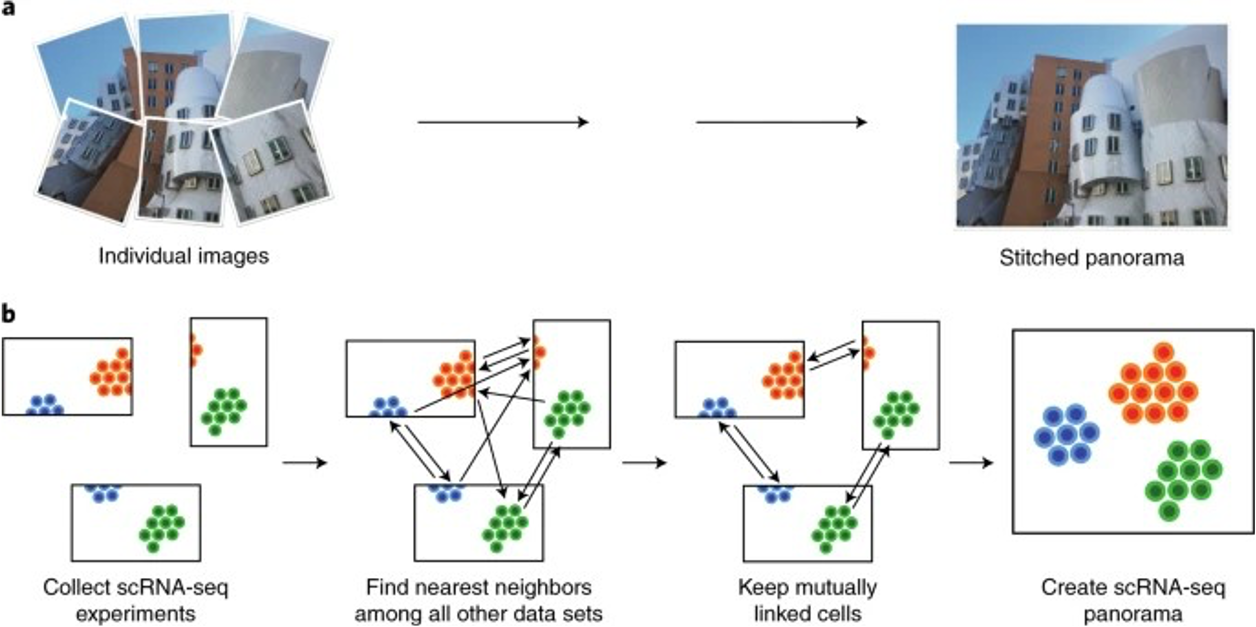 a
Individual images
Stitched panorama
b
Collect scRNA-seq
experiments
Find nearest neighbors
among all other data sets
Keep mutually
linked cells
Create scRNA-seq
panorama